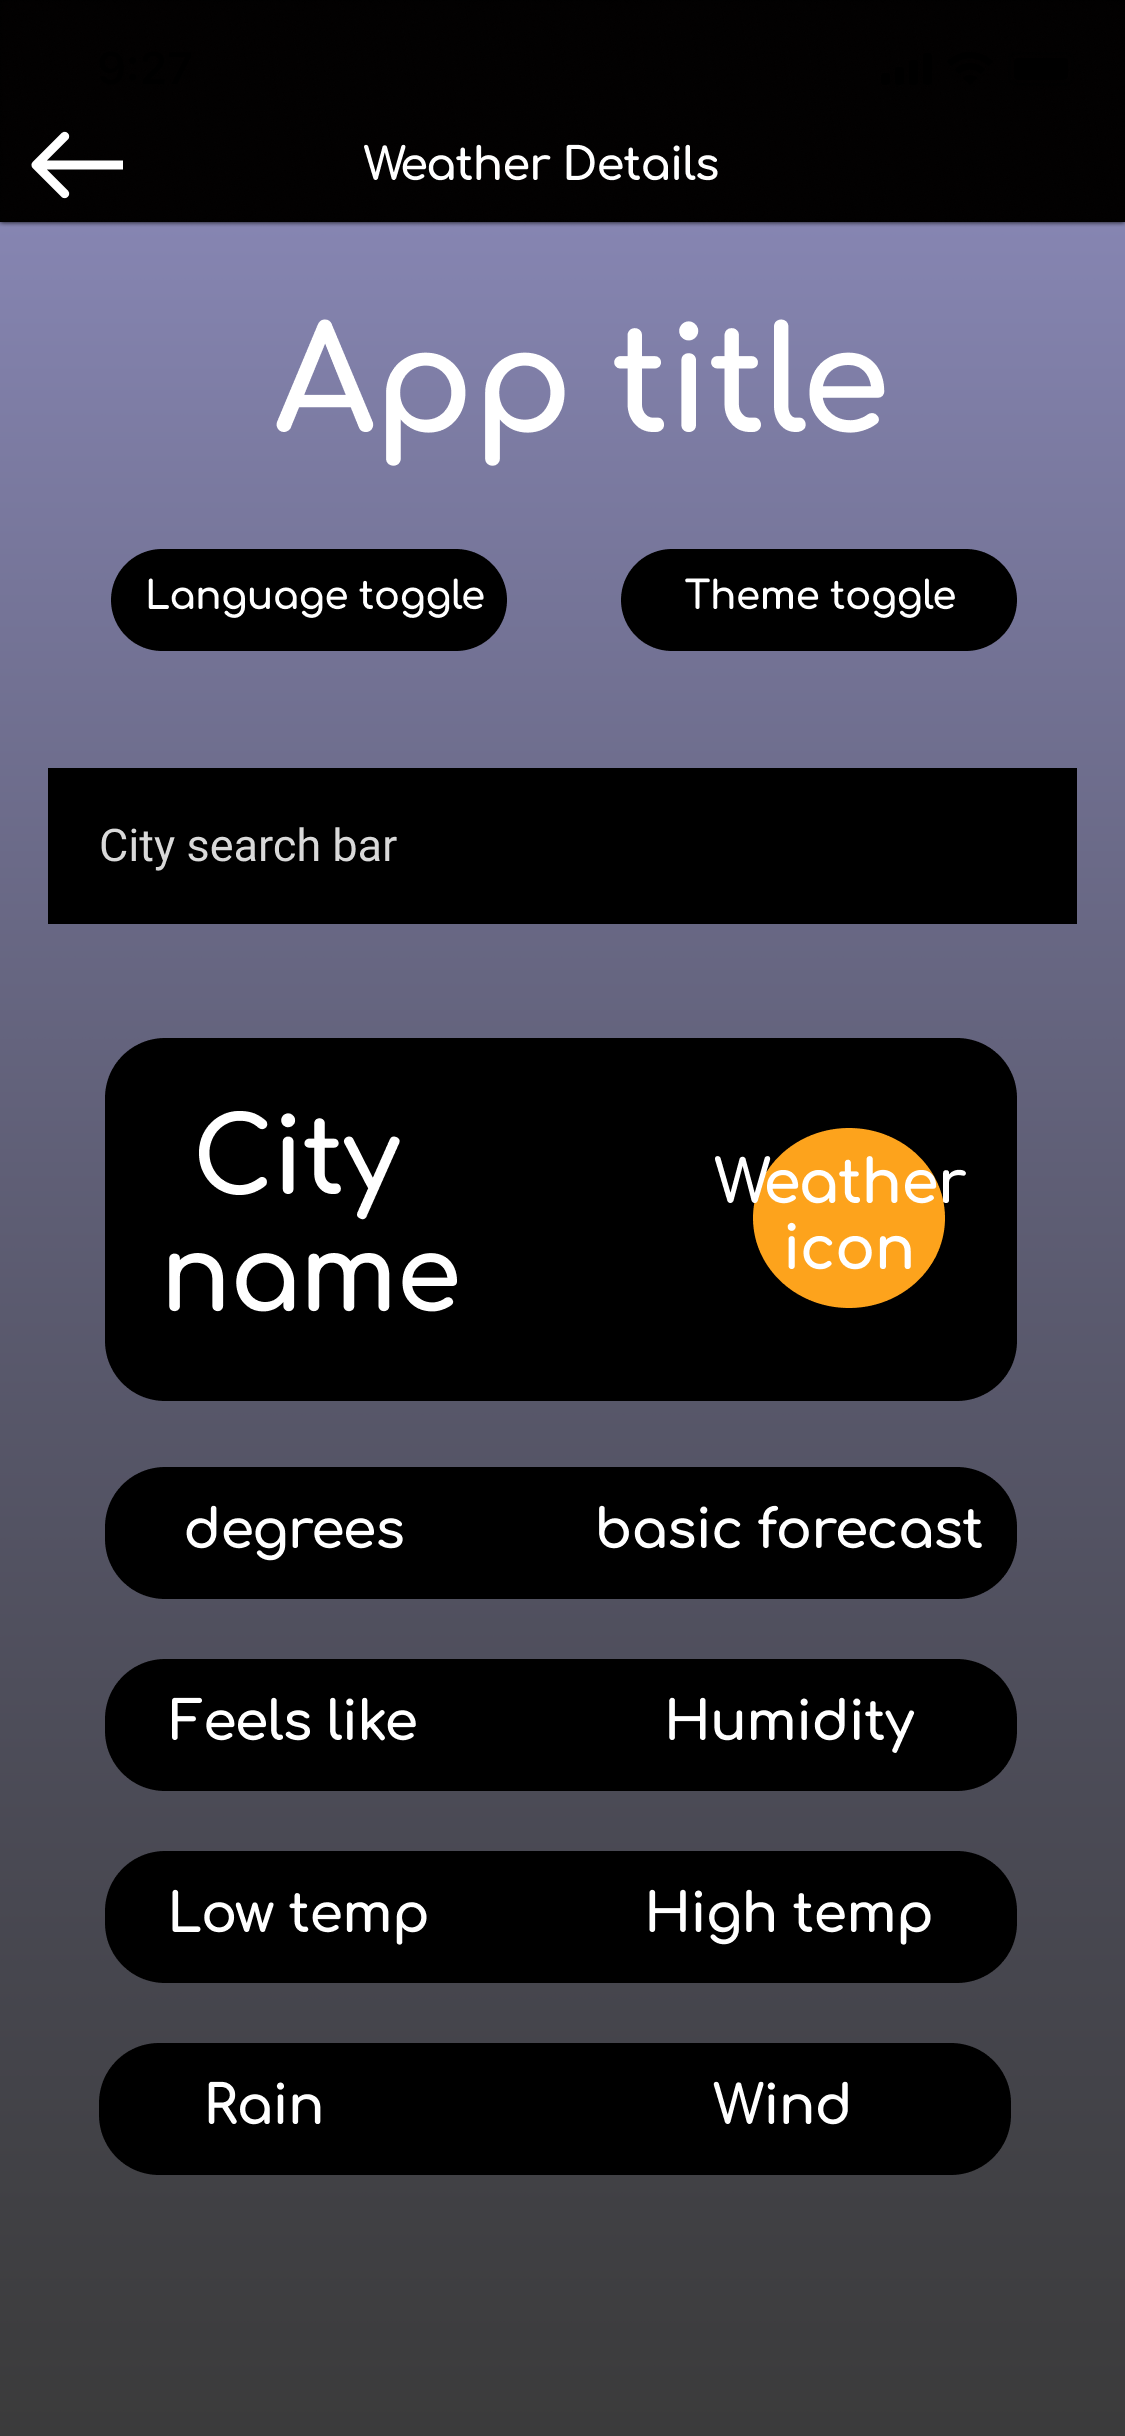 Weather Details
App title
Language toggle
Theme toggle
City search bar
City
name
Weather
icon
degrees
basic forecast
Feels like
Humidity
Low temp
High temp
Rain
Wind